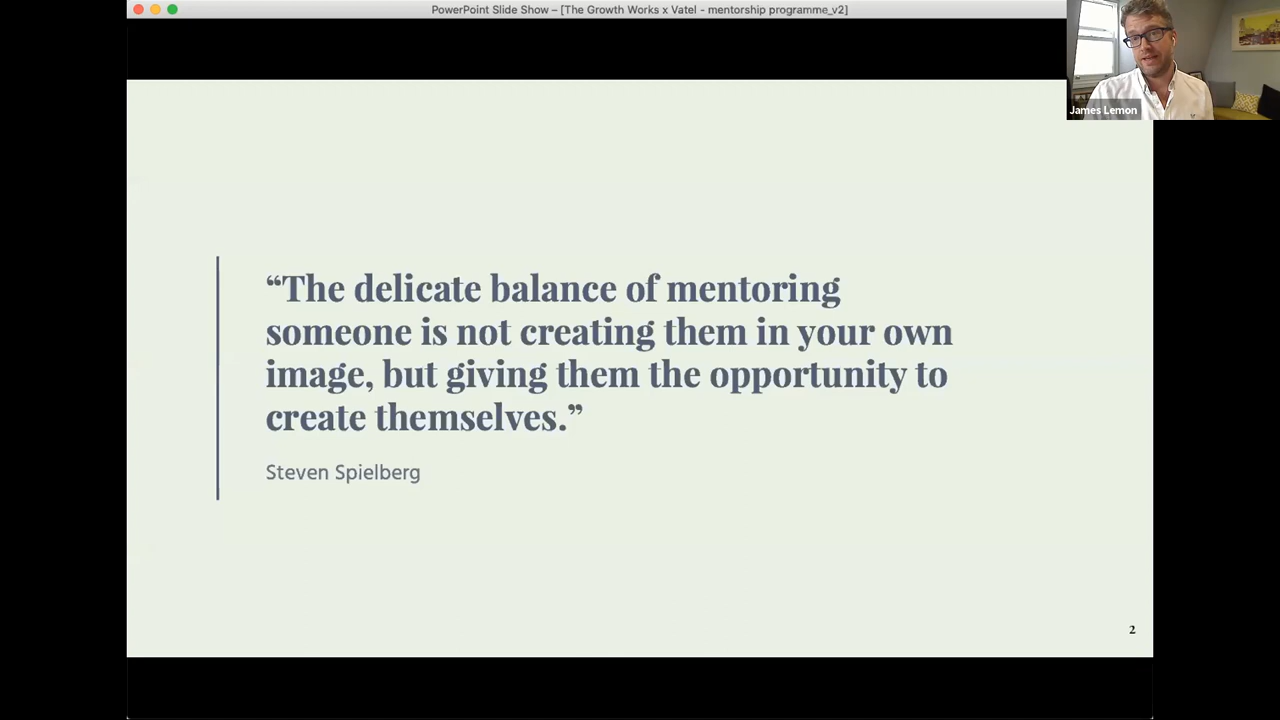 PowerPoint Slide Show – [The Growth Works x Vatel - mentorship programme_v2]
James Lemon
“The delicate balance of mentoring
someone is not creating them in your own
image, but giving them the opportunity to
create themselves.”
Steven Spielberg
2